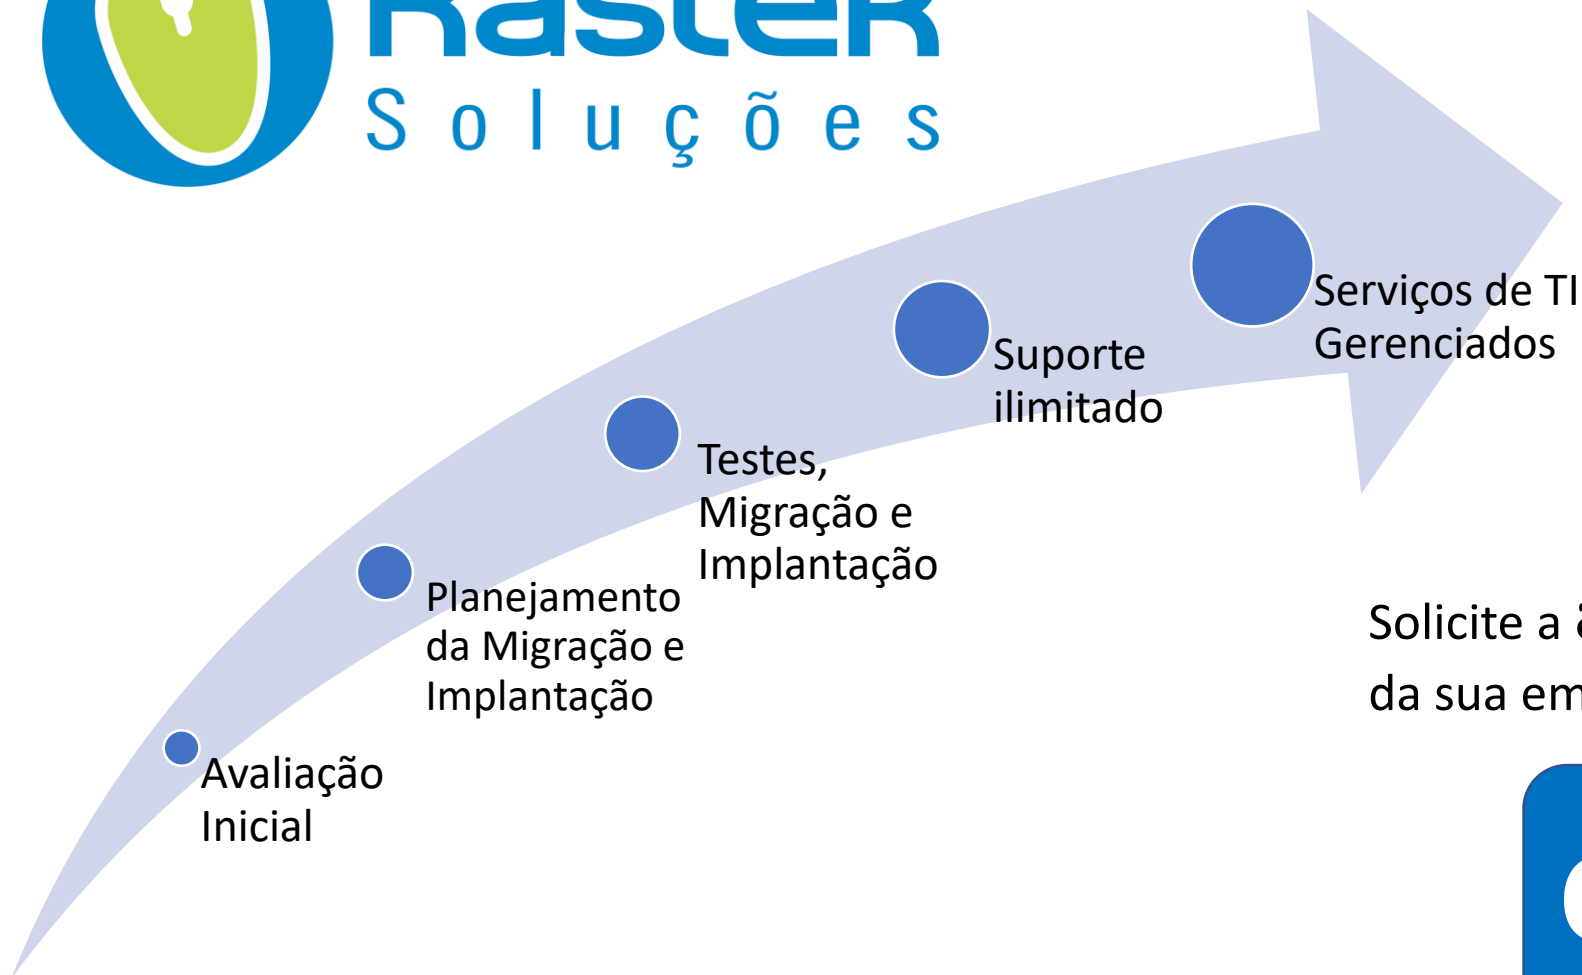 Raster
Soluções
Serviços de TI
Gerenciados
Suporte
ilimitado
Testes,
Migração e
Implantação
Planejamento
da Migração e
Implantação
Avaliação
Inicial
Solicite a
da sua em